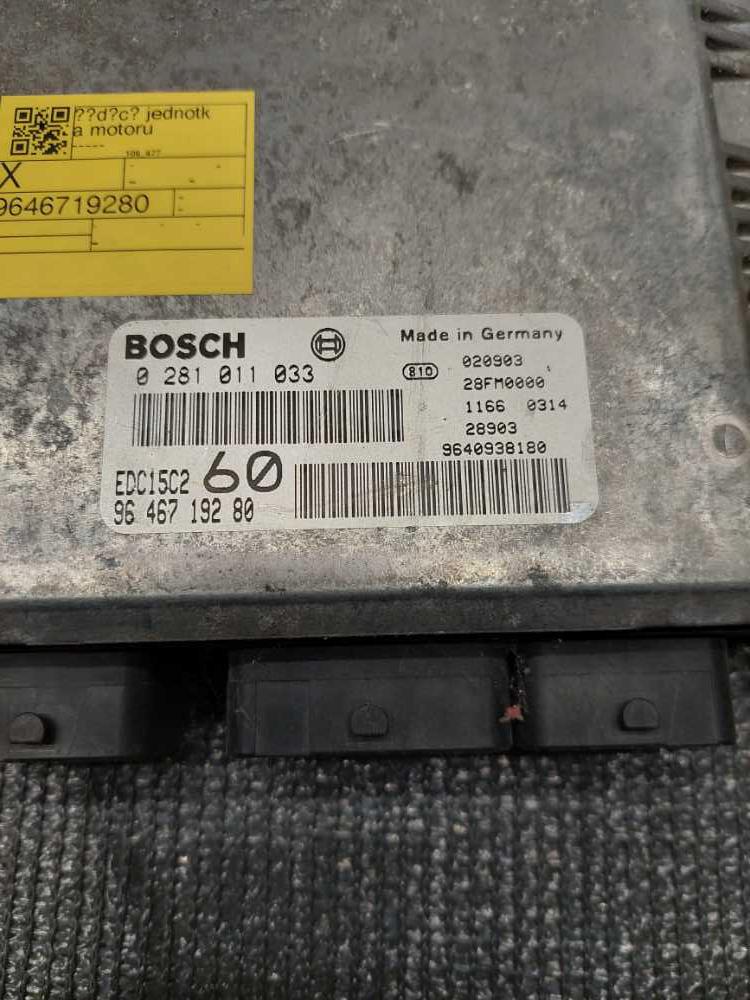 ??d?c? jednotk
a motoru
-----
106_677
X
9646719280
BOSCH
Made in Germany
0 281 011 033
810
020903
28FM0000
1166 0314
28903
9640938180
EDC15C2 60
96 467 192 80